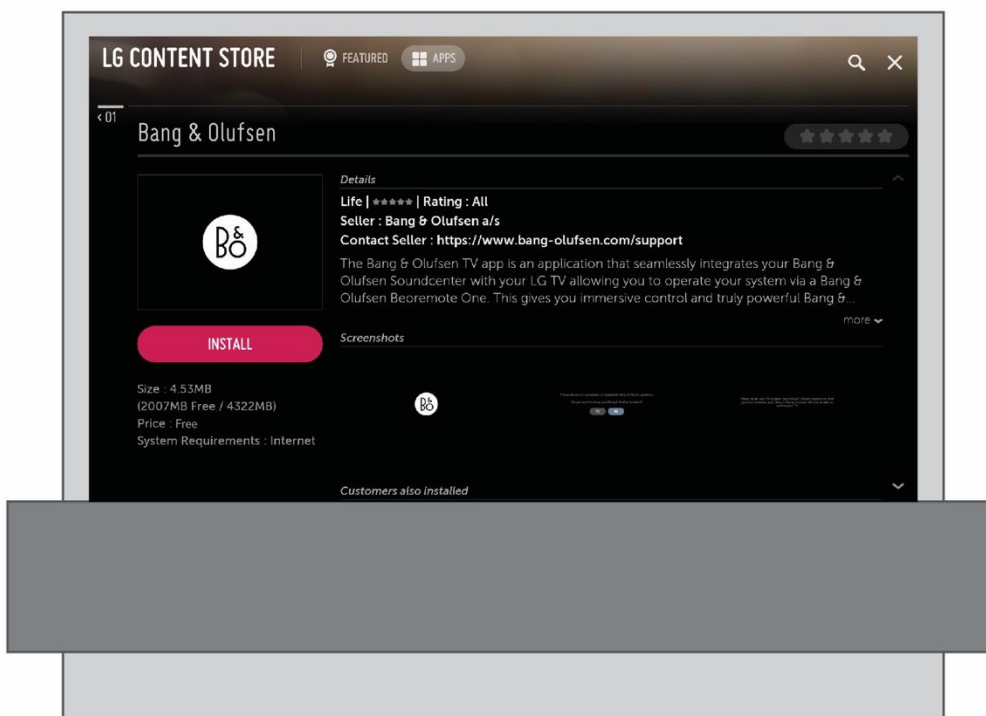 LG CONTENT STORE
FEATURED
APPS
<01
Bang & Olufsen
Details
Life | ★★★★★ | Rating : All
Seller : Bang & Olufsen a/s
Contact Seller : https://www.bang-olufsen.com/support
The Bang & Olufsen TV app is an application that seamlessly integrates your Bang &
Olufsen Soundcenter with your LG TV allowing you to operate your system via a Bang &
Olufsen Beoremote One. This gives you immersive control and truly powerful Bang &...
more
B&O
INSTALL
Size : 4.53MB
(2007MB Free / 4322MB)
Price : Free
System Requirements : Internet
Screenshots
B&O
Customers also installed